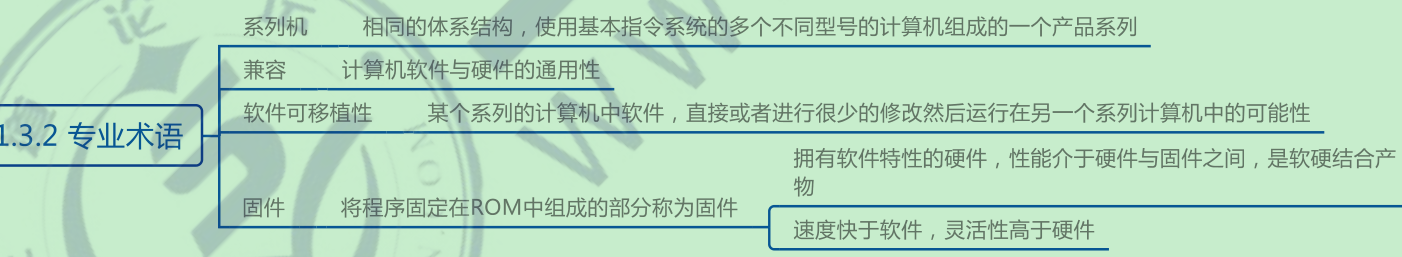 系列机 相同的体系结构，使用基本指令系统的多个不同型号的计算机组成的一个产品系列
兼容 计算机软件与硬件的通用性
软件可移植性 某个系列的计算机中软件，直接或者进行很少的修改然后运行在另一个系列计算机中的可能性
1.3.2 专业术语
拥有软件特性的硬件，性能介于硬件与固件之间，是软硬结合产
物
固件 将程序固定在ROM中组成的部分称为固件
速度快于软件，灵活性高于硬件